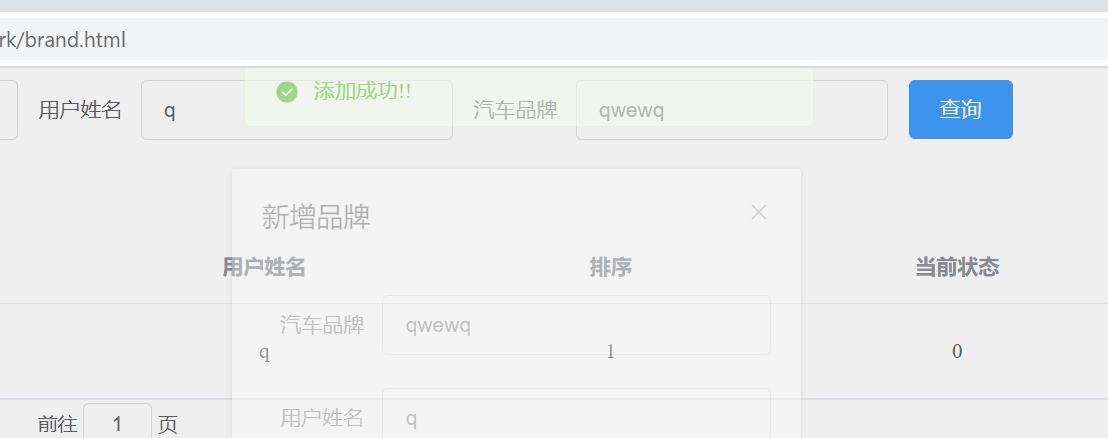 rk/brand.html
添加成功!!
用户姓名 q 汽车品牌 qwewq 查询
新增品牌
用户姓名 排序 当前状态
汽车品牌 qwewq
q 1 0
用户姓名 q
前往 1 页